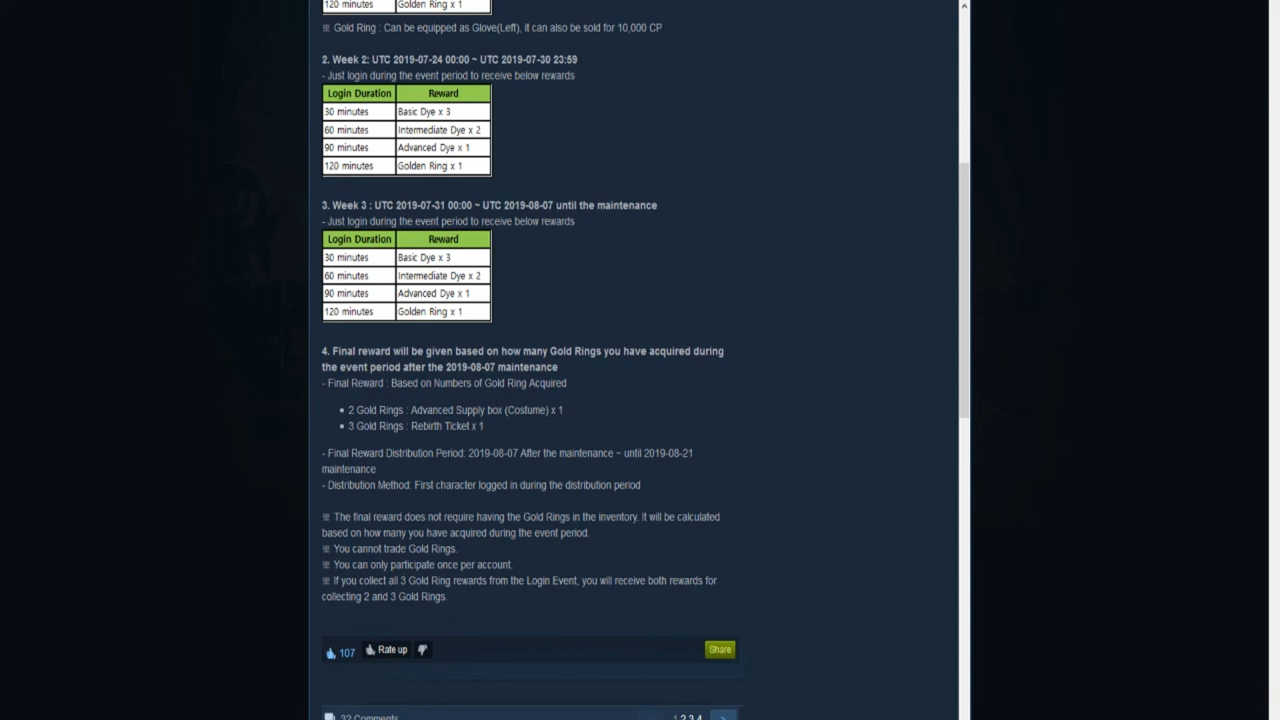 120 minutes Golden Ring x 1
※ Gold Ring : Can be equipped as Glove(Left), it can also be sold for 10,000 CP
2. Week 2: UTC 2019-07-24 00:00 ~ UTC 2019-07-30 23:59
- Just login during the event period to receive below rewards
Login Duration Reward
30 minutes Basic Dye x 3
60 minutes Intermediate Dye x 2
90 minutes Advanced Dye x 1
120 minutes Golden Ring x 1
3. Week 3 : UTC 2019-07-31 00:00 ~ UTC 2019-08-07 until the maintenance
- Just login during the event period to receive below rewards
Login Duration Reward
30 minutes Basic Dye x 3
60 minutes Intermediate Dye x 2
90 minutes Advanced Dye x 1
120 minutes Golden Ring x 1
4. Final reward will be given based on how many Gold Rings you have acquired during
the event period after the 2019-08-07 maintenance
- Final Reward : Based on Numbers of Gold Ring Acquired
• 2 Gold Rings : Advanced Supply box (Costume) x 1
• 3 Gold Rings : Rebirth Ticket x 1
- Final Reward Distribution Period: 2019-08-07 After the maintenance ~ until 2019-08-21
maintenance
- Distribution Method: First character logged in during the distribution period
※ The final reward does not require having the Gold Rings in the inventory. It will be calculated
based on how many you have acquired during the event period.
※ You cannot trade Gold Rings.
※ You can only participate once per account.
※ If you collect all 3 Gold Ring rewards from the Login Event, you will receive both rewards for
collecting 2 and 3 Gold Rings.
107 Rate up Share
32 Comments < 1 2 3 4 >